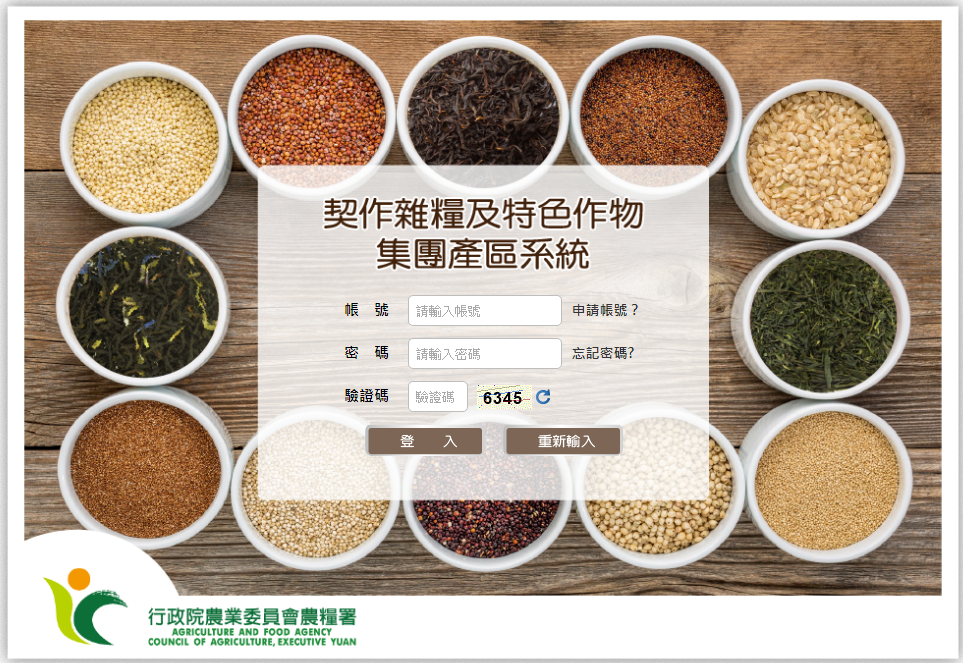 契作雜糧及特色作物
集團產區系統
帳 號 請輸入帳號 申請帳號？
密 碼 請輸入密碼 忘記密碼?
驗證碼 驗證碼 6345
登 入 重新輸入
行政院農業委員會農糧署
AGRICULTURE AND FOOD AGENCY
COUNCIL OF AGRICULTURE, EXECUTIVE YUAN